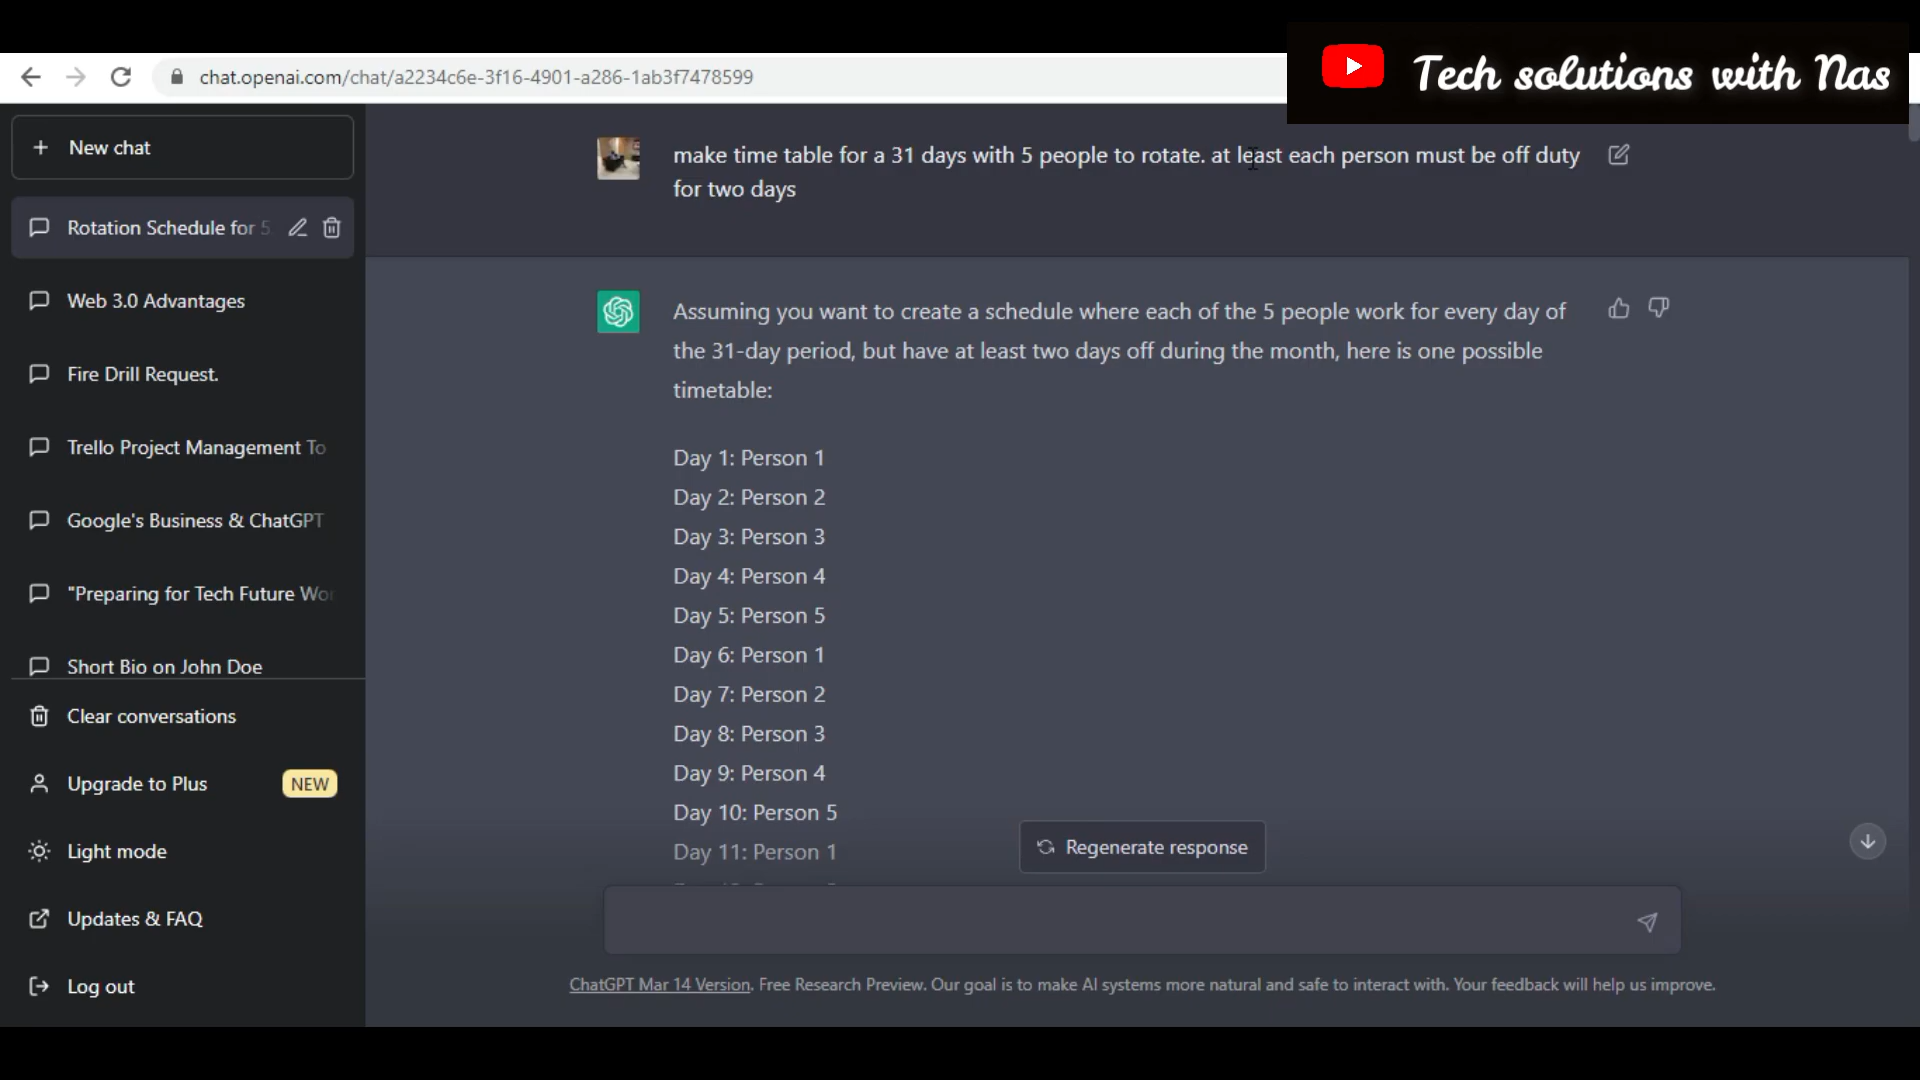 Tech solutions with Nas
chat.openai.com/chat/a2234c6e-3f16-4901-a286-1ab3f7478599
New chat
Rotation Schedule for 5
Web 3.0 Advantages
Fire Drill Request.
Trello Project Management To
Google's Business & ChatGPT
"Preparing for Tech Future Wor
Short Bio on John Doe
Clear conversations
Upgrade to Plus NEW
Light mode
Updates & FAQ
Log out
make time table for a 31 days with 5 people to rotate. at least each person must be off duty
for two days
Assuming you want to create a schedule where each of the 5 people work for every day of
the 31-day period, but have at least two days off during the month, here is one possible
timetable:
Day 1: Person 1
Day 2: Person 2
Day 3: Person 3
Day 4: Person 4
Day 5: Person 5
Day 6: Person 1
Day 7: Person 2
Day 8: Person 3
Day 9: Person 4
Day 10: Person 5
Day 11: Person 1
Regenerate response
ChatGPT Mar 14 Version. Free Research Preview. Our goal is to make AI systems more natural and safe to interact with. Your feedback will help us improve.